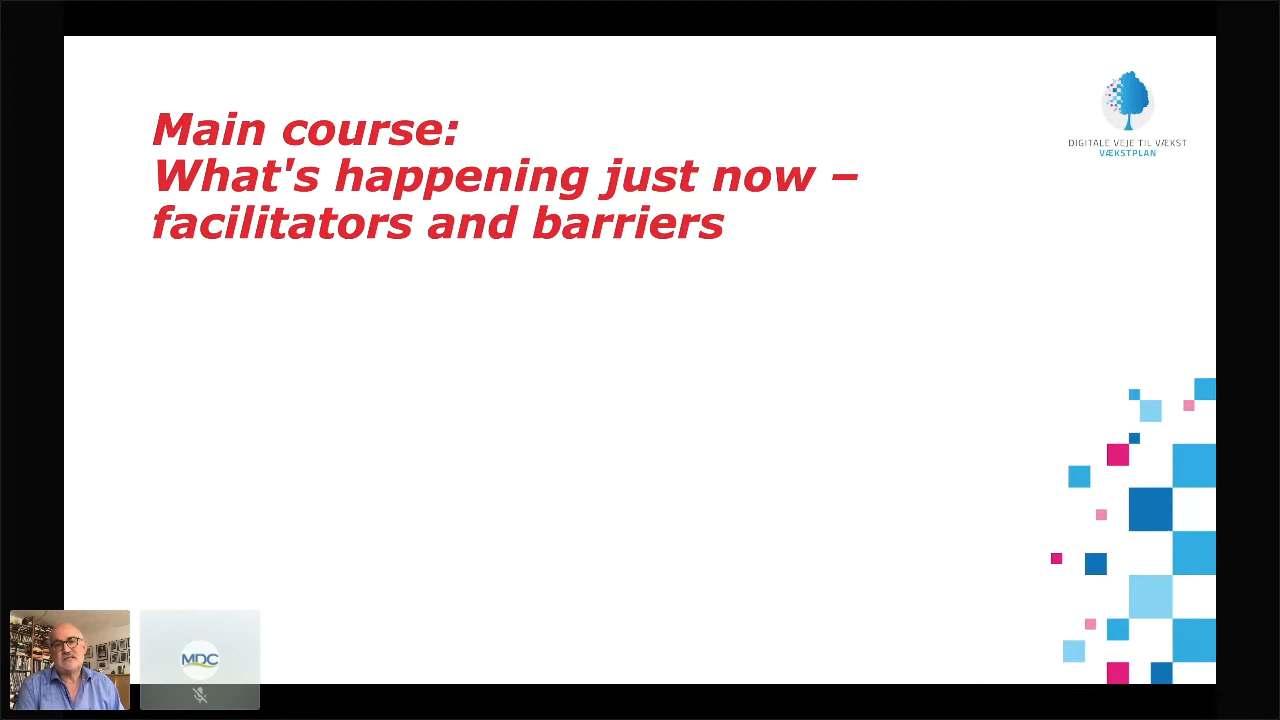 Main course:
What's happening just now –
facilitators and barriers
DIGITALE VEJE TIL VÆKST
VÆKSTPLAN
MDC